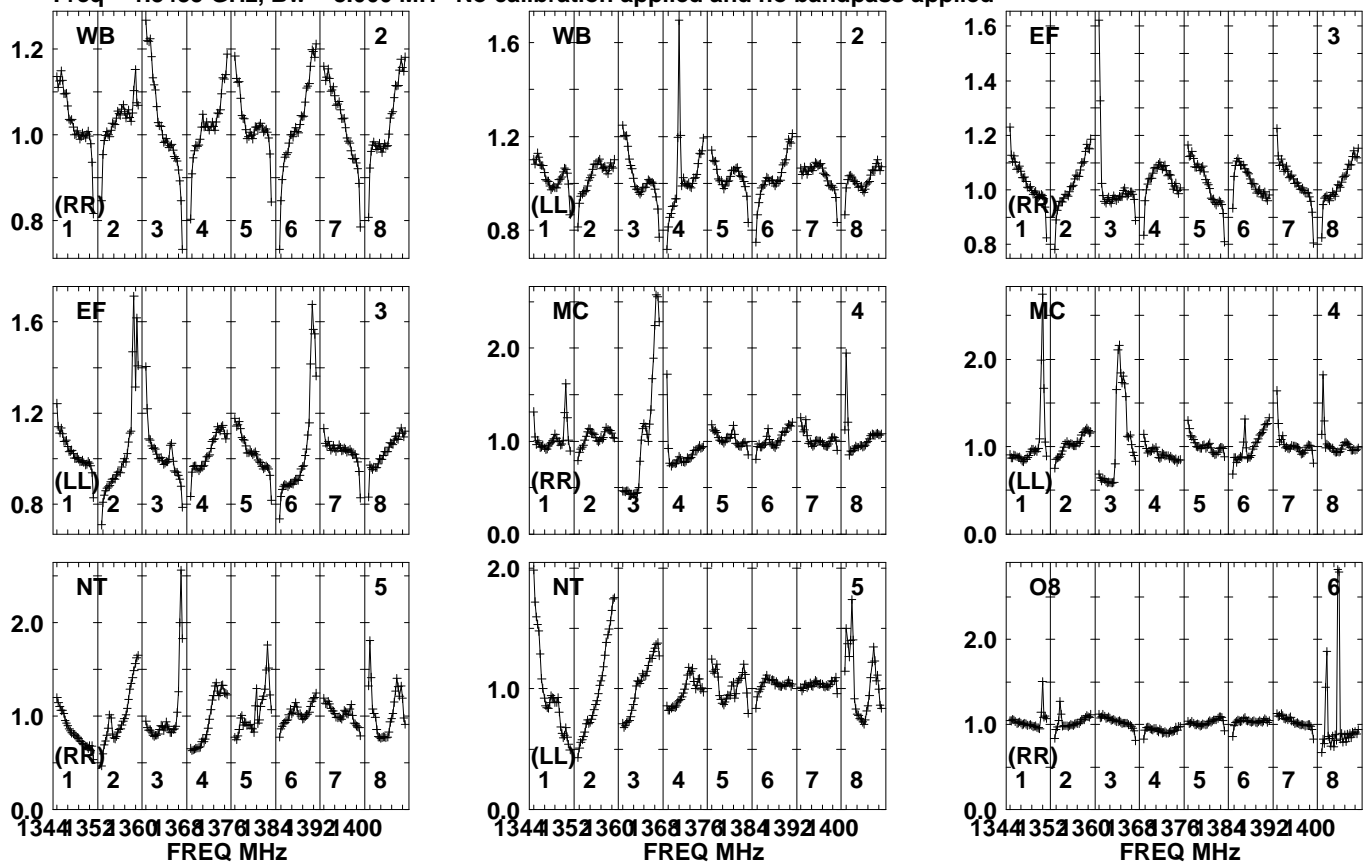 Freq = GHz, Bw = MH No calibration applied and no bandpass applied
WB 2 WB 2 EF 3
1.2 1.6 1.6
1.4
1.0 1.2 1.2
1.0 1.0
0.8 (RR) 0.8 (LL) 0.8 (RR)
1 2 3 4 5 6 7 8 1 2 3 4 5 6 7 8 1 2 3 4 5 6 7 8
EF 3 MC 4 MC 4
1.6 2.0 2.0
1.2 1.0 1.0
0.8 (LL) (RR) (LL)
1 2 3 4 5 6 7 8 1 2 3 4 5 6 7 8 1 2 3 4 5 6 7 8
0.0 0.0
NT 5 NT 5 O8 6
2.0 2.0 2.0
1.0 1.0 1.0
(RR) (LL) (RR)
1 2 3 4 5 6 7 8 1 2 3 4 5 6 7 8 1 2 3 4 5 6 7 8
0.0 0.0 0.0
1344 1352 1360 1368 1376 1384 1392 1400 1344 1352 1360 1368 1376 1384 1392 1400 1344 1352 1360 1368 1376 1384 1392 1400
FREQ MHz FREQ MHz FREQ MHz